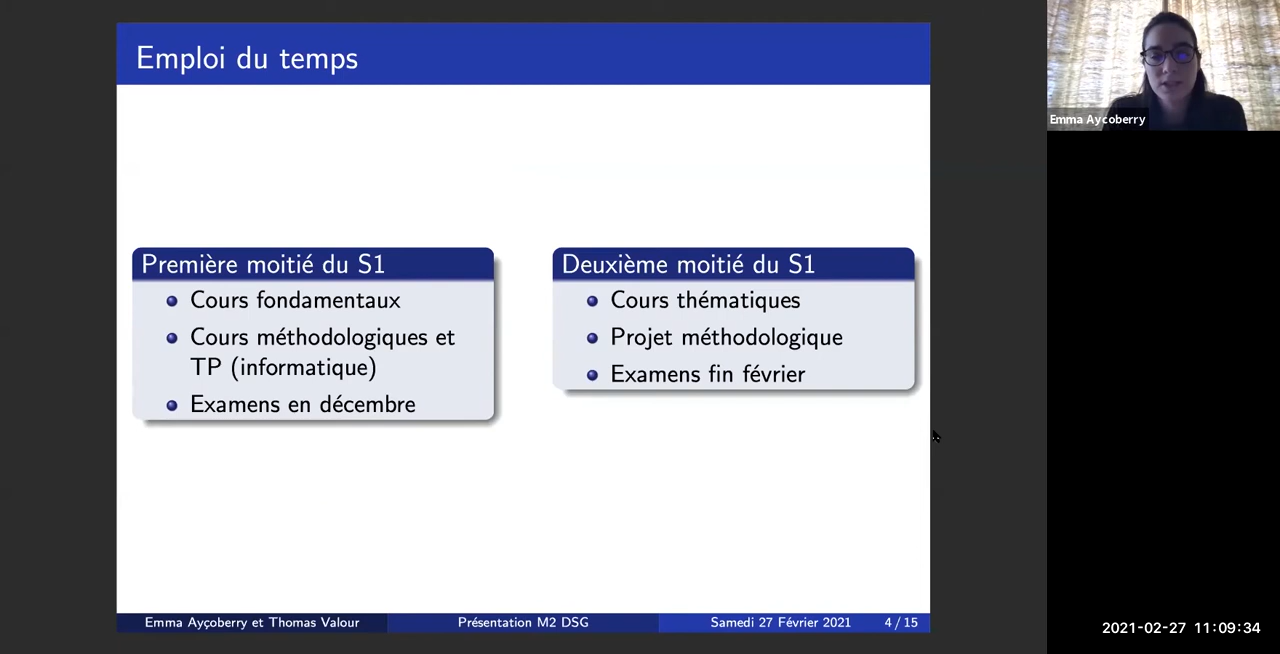 Emploi du temps
Première moitié du S1
Cours fondamentaux
Cours méthodologiques et
TP (informatique)
Examens en décembre
Deuxième moitié du S1
Cours thématiques
Projet méthodologique
Examens fin février
Emma Ayçoberry et Thomas Valour
Présentation M2 DSG
Samedi 27 Février 2021
4 / 15
Emma Aycoberry
2021-02-27 11:09:34